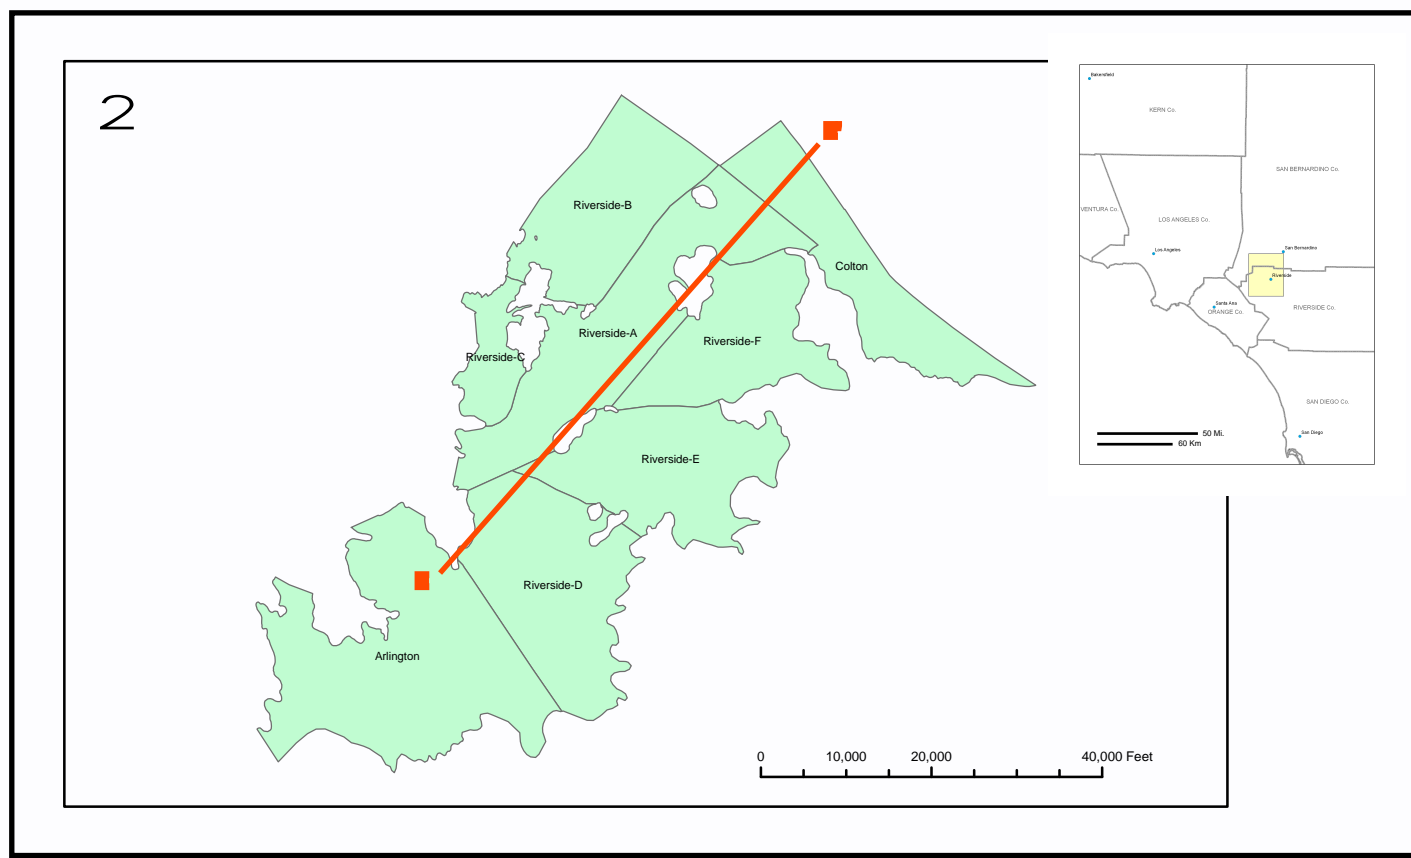 2
Riverside-B
Colton
Riverside-A
Riverside-F
Riverside-C
Riverside-E
Riverside-D
Arlington
0 10,000 20,000 40,000 Feet
Bakersfield
KERN Co.
SAN BERNARDINO Co.
VENTURA Co.
LOS ANGELES Co.
Los Angeles
San Bernardino
Riverside
Santa Ana
ORANGE Co.
RIVERSIDE Co.
SAN DIEGO Co.
San Diego
50 Mi.
60 Km